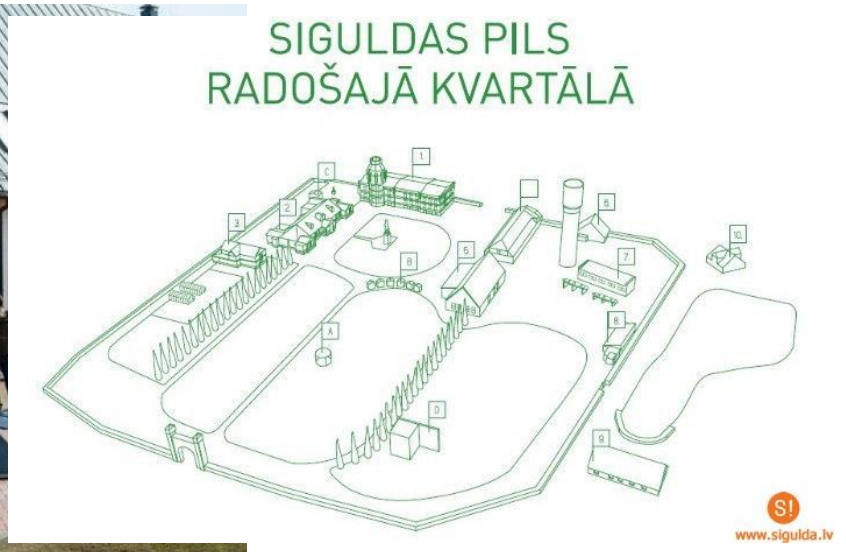 SIGULDAS PILS
RADOŠAJĀ KVARTĀLĀ
1.
C
2.
3.
6.
5.
10.
B
7.
A
8.
D
9.
S!
www.sigulda.lv